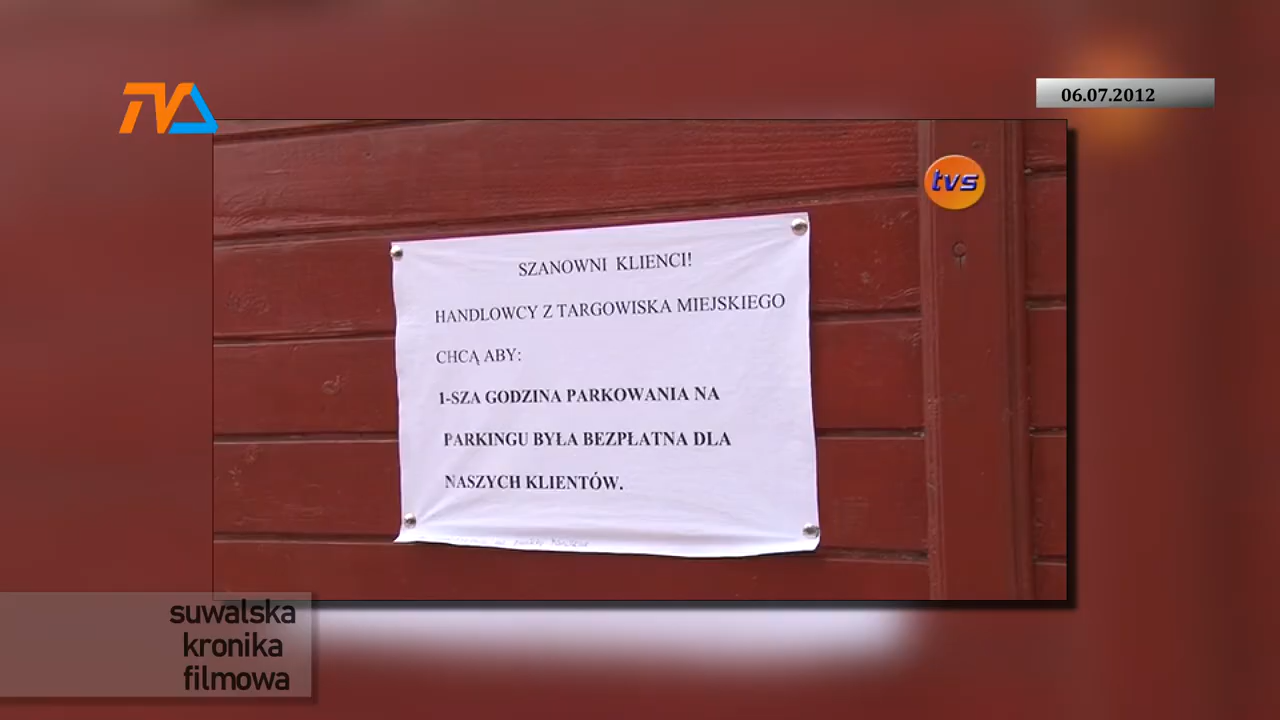 TVS
06.07.2012
tvs
SZANOWNI KLIENCI!
HANDLOWCY Z TARGOWISKA MIEJSKIEGO
CHCĄ ABY:
1-SZA GODZINA PARKOWANIA NA
PARKINGU BYŁA BEZPŁATNA DLA
NASZYCH KLIENTÓW.
suwalska
kronika
filmowa